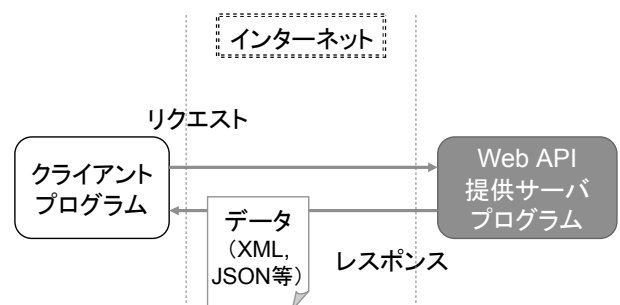 インターネット
リクエスト
クライアント
プログラム
Web API
提供サーバ
プログラム
データ
（XML,
JSON等）
レスポンス